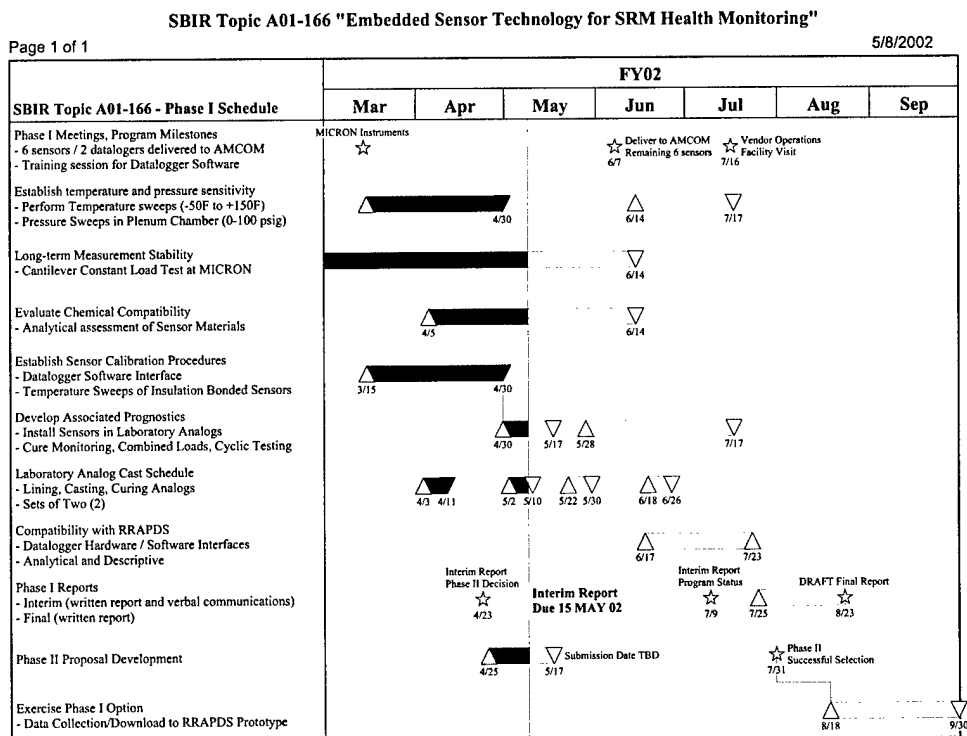 SBIR Topic A01-166 "Embedded Sensor Technology for SRM Health Monitoring"
Page 1 of 1
5/8/2002
FY02
SBIR Topic A01-166 - Phase I Schedule
Mar Apr May Jun Jul Aug Sep
Phase I Meetings, Program Milestones
- 6 sensors / 2 datalogers delivered to AMCOM
- Training session for Datalogger Software
MICRON Instruments
Deliver to AMCOM
Remaining 6 sensors
6/7
Vendor Operations
Facility Visit
7/16
Establish temperature and pressure sensitivity
- Perform Temperature sweeps (-50F to +150F)
- Pressure Sweeps in Plenum Chamber (0-100 psig)
4/30 6/14 7/17
Long-term Measurement Stability
- Cantilever Constant Load Test at MICRON
6/14
Evaluate Chemical Compatibility
- Analytical assessment of Sensor Materials
4/5 6/14
Establish Sensor Calibration Procedures
- Datalogger Software Interface
- Temperature Sweeps of Insulation Bonded Sensors
3/15 4/30
Develop Associated Prognostics
- Install Sensors in Laboratory Analogs
- Cure Monitoring, Combined Loads, Cyclic Testing
4/30 5/17 5/28 7/17
Laboratory Analog Cast Schedule
- Lining, Casting, Curing Analogs
- Sets of Two (2)
4/3 4/11 5/2 5/10 5/22 5/30 6/18 6/26
Compatibility with RRAPDS
- Datalogger Hardware / Software Interfaces
- Analytical and Descriptive
6/17 7/23
Phase I Reports
- Interim (written report and verbal communications)
- Final (written report)
Interim Report
Phase II Decision
4/23
Interim Report
Due 15 MAY 02
Interim Report
Program Status
7/9 7/25
DRAFT Final Report
8/23
Phase II Proposal Development
4/25 5/17
Submission Date TBD
Phase II
Successful Selection
7/31
Exercise Phase I Option
- Data Collection/Download to RRAPDS Prototype
8/18 9/30